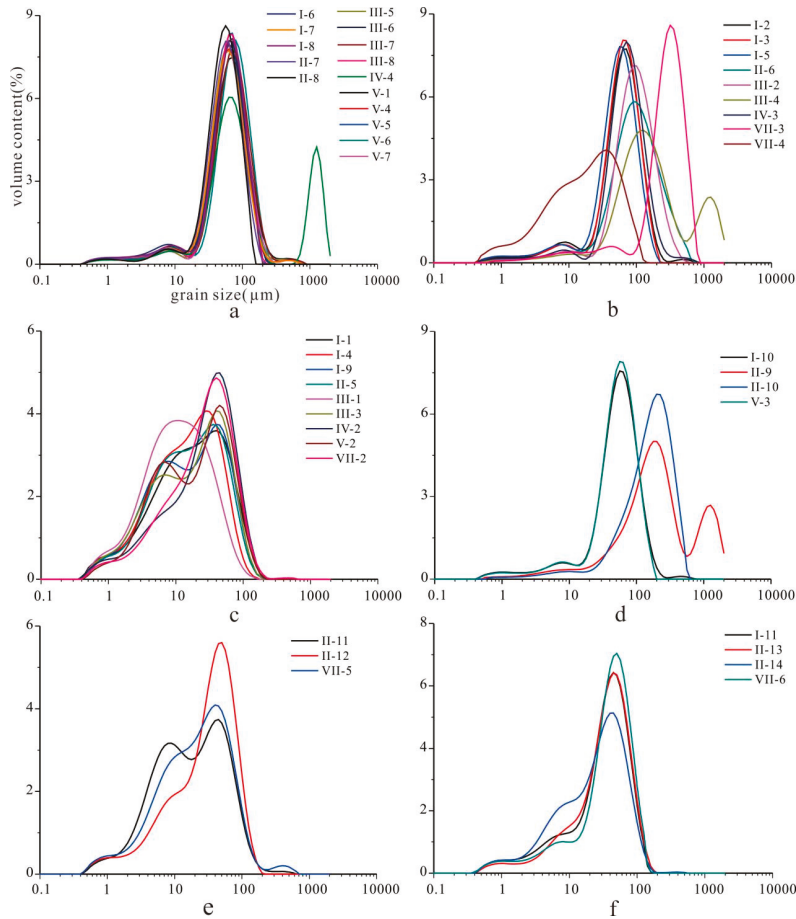 a
I-6
I-7
I-8
II-7
II-8
III-5
III-6
III-7
III-8
IV-4
V-1
V-4
V-5
V-6
V-7
volume content(%)
9
6
3
0
0.1 1 10 100 1000 10000
grain size(µm)
a
b
I-2
I-3
I-5
II-6
III-2
III-4
IV-3
VII-3
VII-4
9
6
3
0
0.1 1 10 100 1000 10000
b
I-1
I-4
I-9
II-5
III-1
III-3
IV-2
V-2
VII-2
6
4
2
0
0.1 1 10 100 1000 10000
c
I-10
II-9
II-10
V-3
9
6
3
0
0.1 1 10 100 1000 10000
d
II-11
II-12
VII-5
6
4
2
0
0.1 1 10 100 1000 10000
e
I-11
II-13
II-14
VII-6
8
6
4
2
0
0.1 1 10 100 1000 10000
f